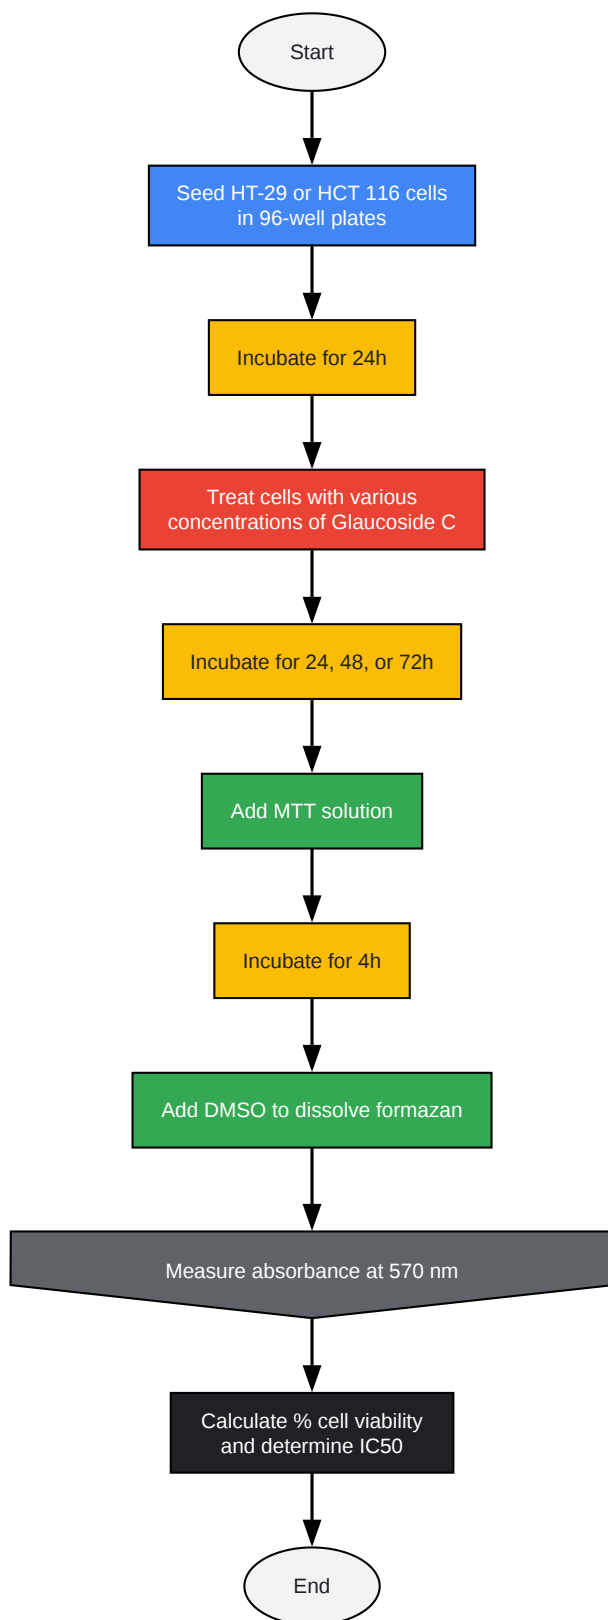 Start
Seed HT-29 or HCT 116 cells
in 96-well plates
Incubate for 24h
Treat cells with various
concentrations of Glaucoside C
Incubate for 24, 48, or 72h
Add MTT solution
Incubate for 4h
Add DMSO to dissolve formazan
Measure absorbance at 570 nm
Calculate % cell viability
and determine IC50
End